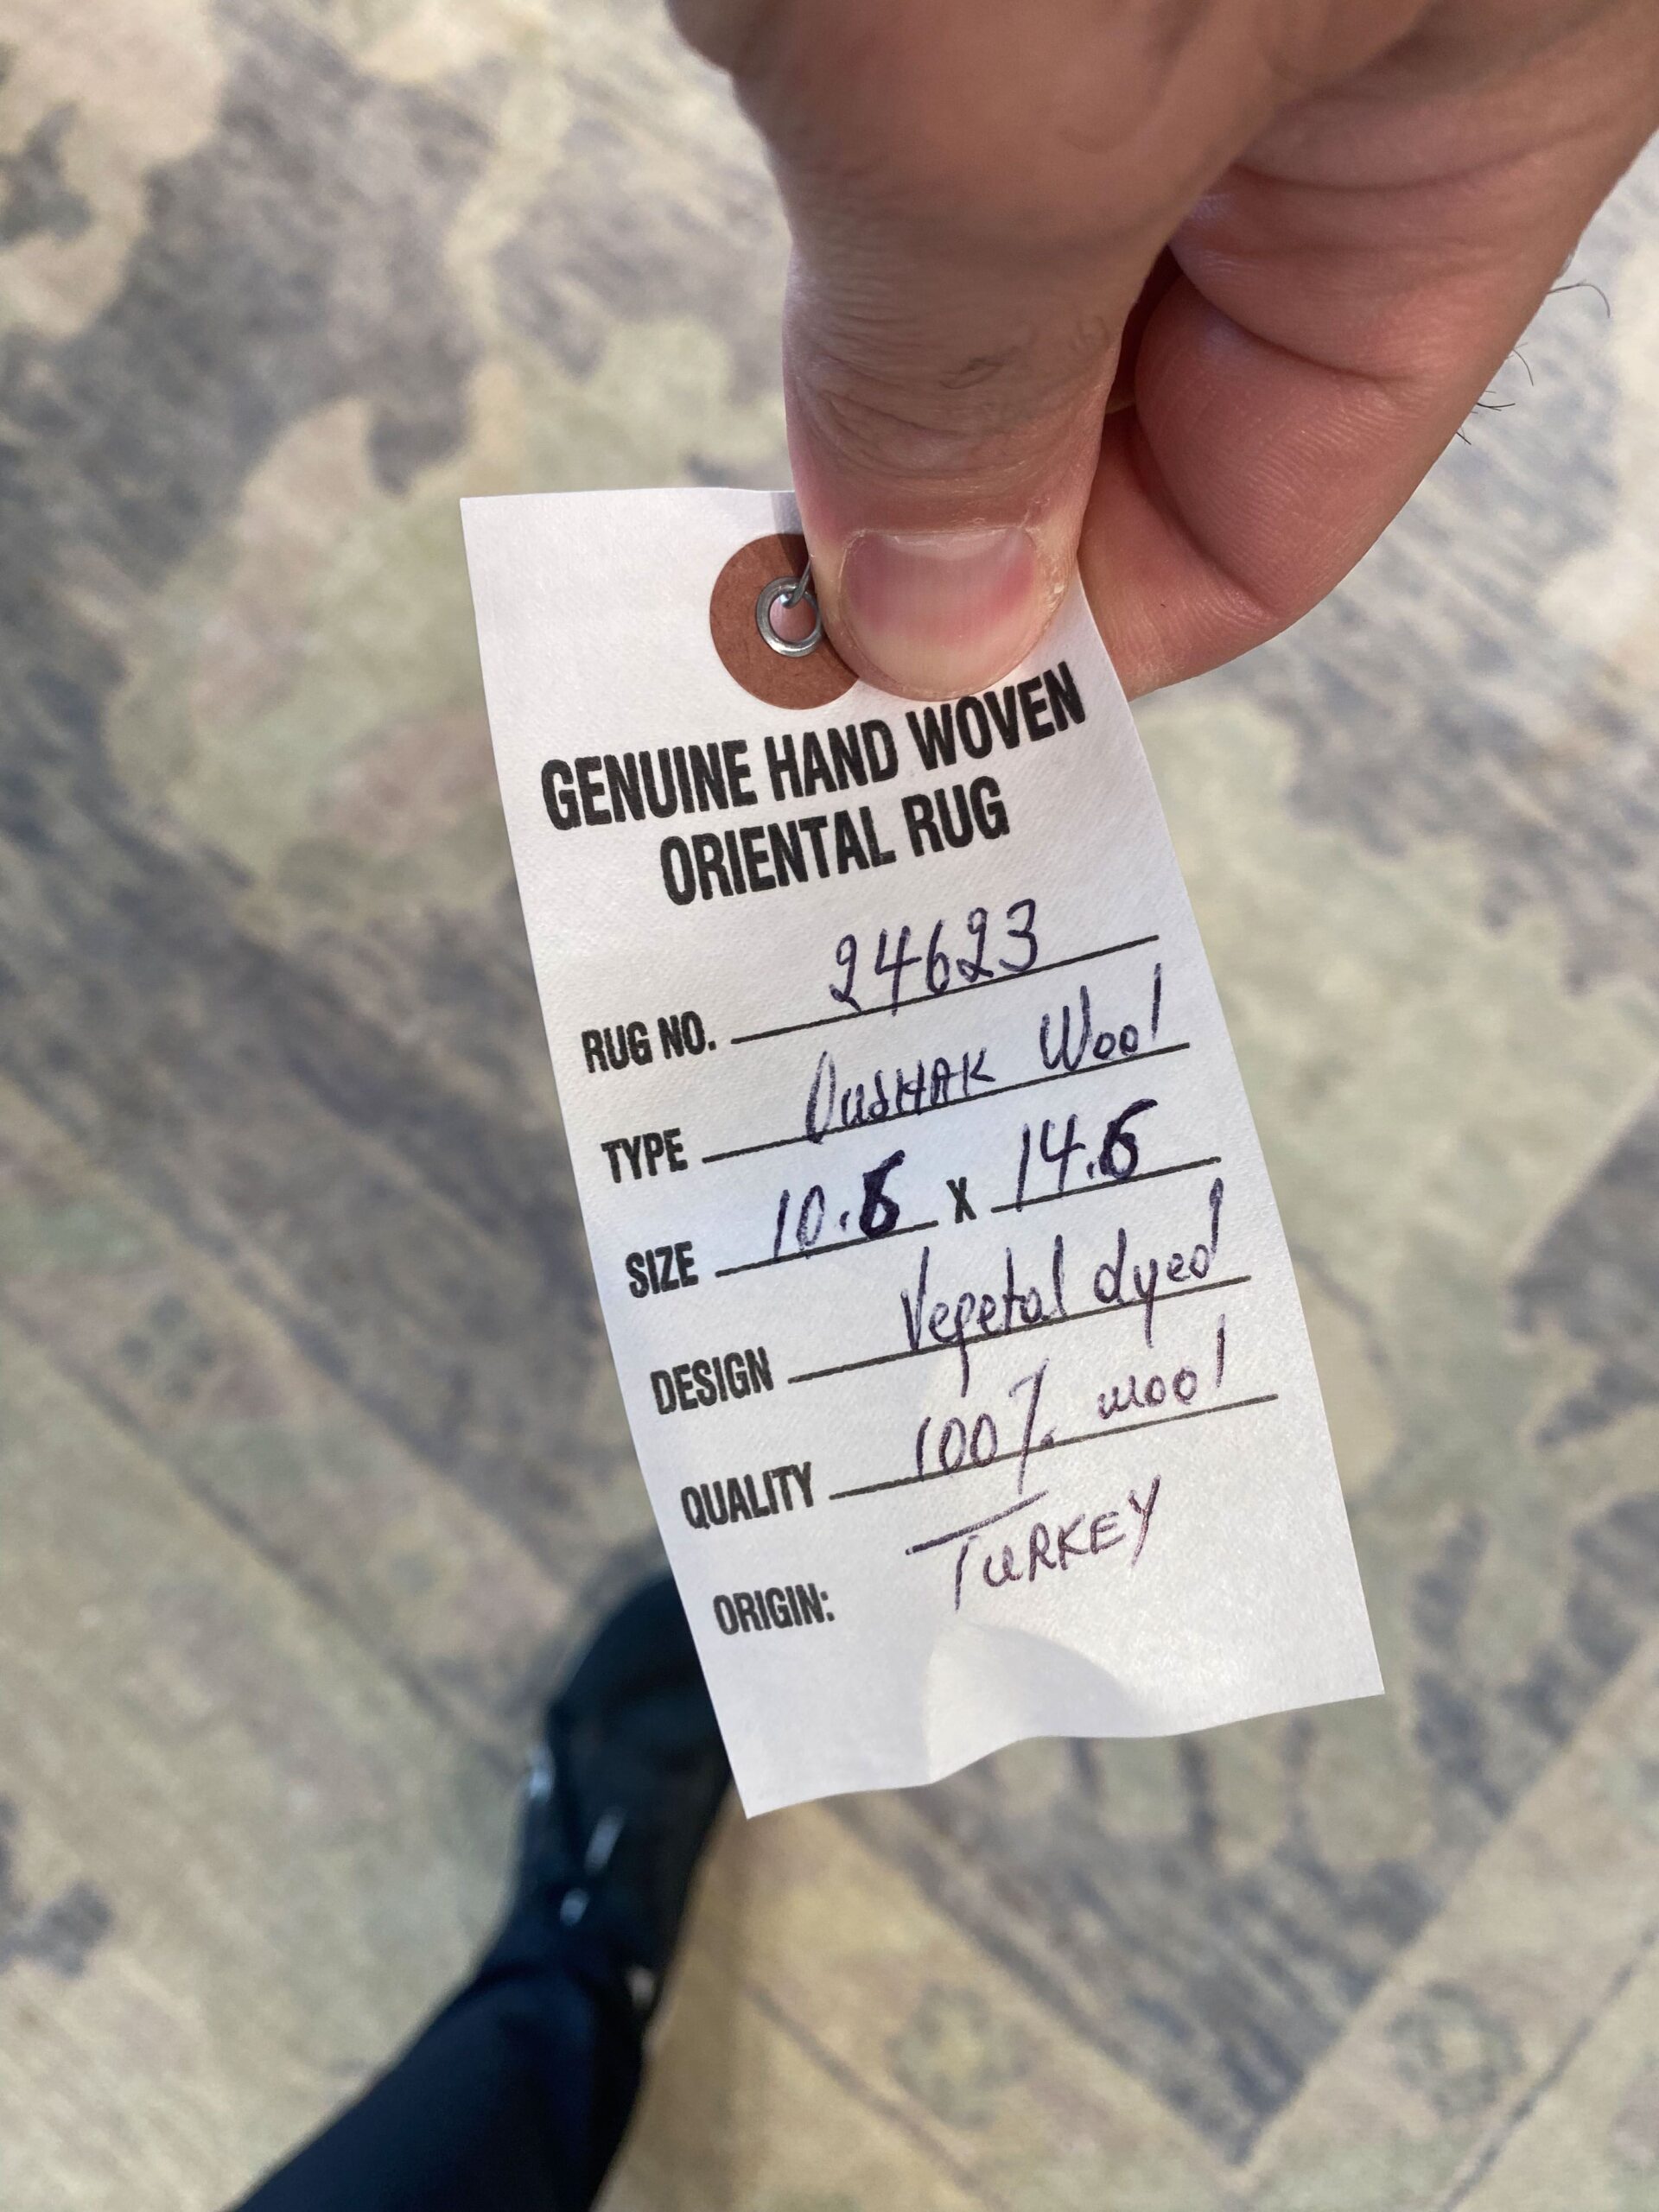 GENUINE HAND WOVEN
ORIENTAL RUG
RUG NO. 24623
TYPE OUSHAK Wool
SIZE 10.6 X 14.6
DESIGN Vegetal dyed
QUALITY 100% wool
ORIGIN: TURKEY